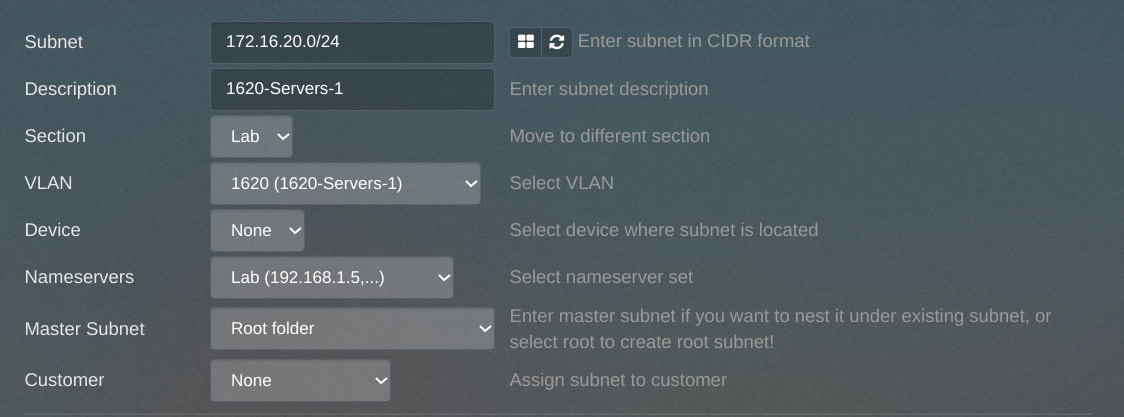 Subnet 172.16.20.0/24 Enter subnet in CIDR format
Description 1620-Servers-1 Enter subnet description
Section Lab Move to different section
VLAN 1620 (1620-Servers-1) Select VLAN
Device None Select device where subnet is located
Nameservers Lab (192.168.1.5,...) Select nameserver set
Master Subnet Root folder Enter master subnet if you want to nest it under existing subnet, or
select root to create root subnet!
Customer None Assign subnet to customer